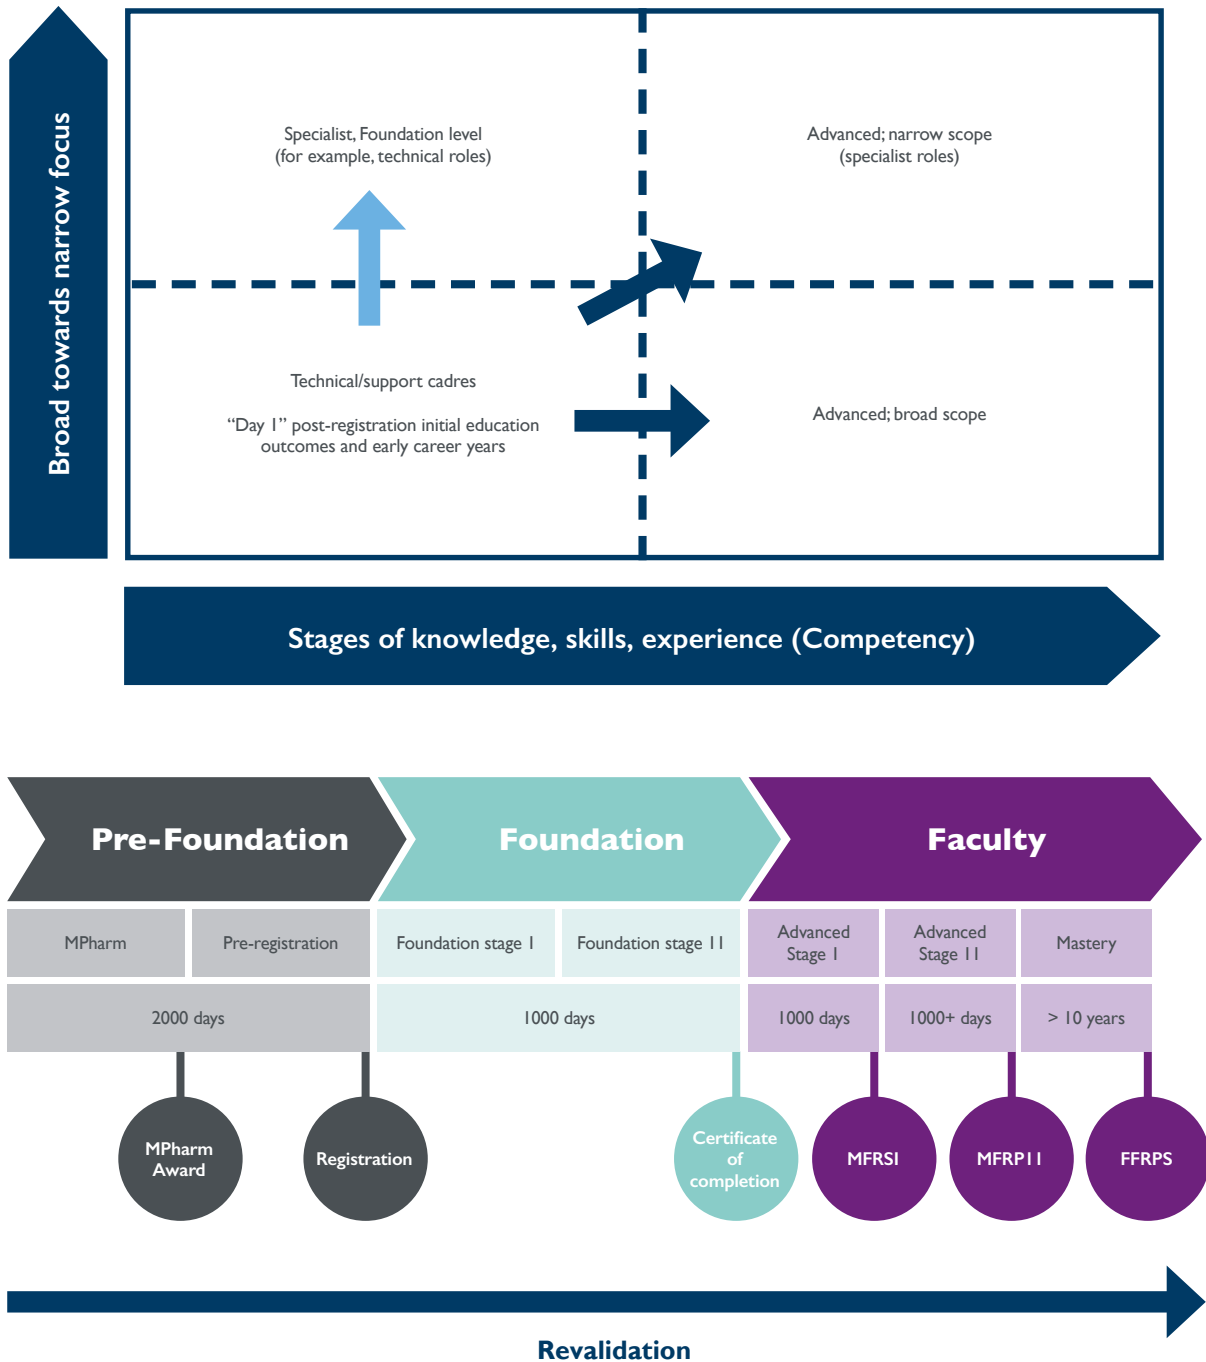 Broad towards narrow focus
Specialist, Foundation level
(for example, technical roles)
Advanced; narrow scope
(specialist roles)
Technical/support cadres
“Day 1” post-registration initial education
outcomes and early career years
Advanced; broad scope
Stages of knowledge, skills, experience (Competency)
Pre-Foundation
Foundation
Faculty
MPharm
Pre-registration
Foundation stage 1
Foundation stage 11
Advanced
Stage 1
Advanced
Stage 11
Mastery
2000 days
1000 days
1000 days
1000+ days
> 10 years
MPharm
Award
Registration
Certificate
of
completion
MFRSI
MFRP11
FFRPS
Revalidation